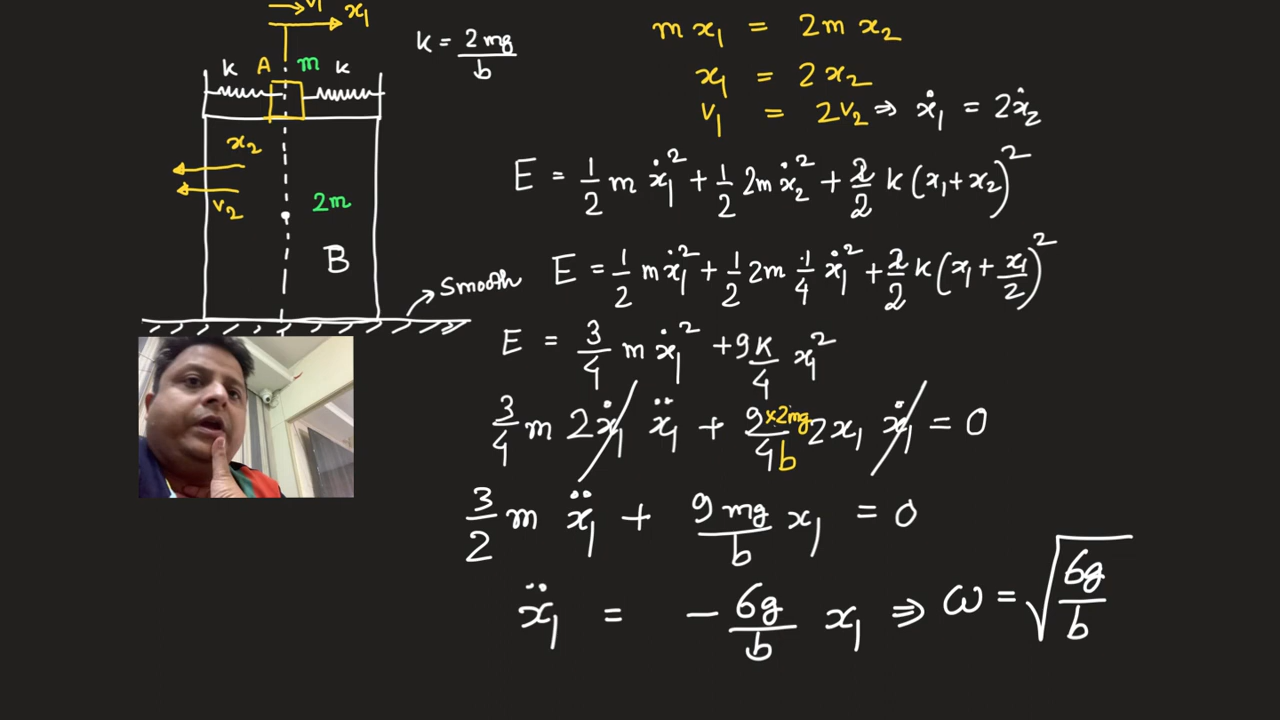 v₁
x₁
k = 2mg/b
k A m k
x₂
v₂
2m
B
Smooth
m x₁ = 2m x₂
x₁ = 2x₂
v₁ = 2v₂ ⇒ ẋ₁ = 2ẋ₂
E = 1/2 m ẋ₁² + 1/2 2m ẋ₂² + 2/2 k (x₁+x₂)²
E = 1/2 m ẋ₁² + 1/2 2m 1/4 ẋ₁² + 2/2 k (x₁ + x₁/2)²
E = 3/4 m ẋ₁² + 9k/4 x₁²
3/4 m 2ẋ₁ ẍ₁ + 9×2mg/4b 2x₁ ẋ₁ = 0
3/2 m ẍ₁ + 9mg/b x₁ = 0
ẍ₁ = - 6g/b x₁ ⇒ ω = √(6g/b)